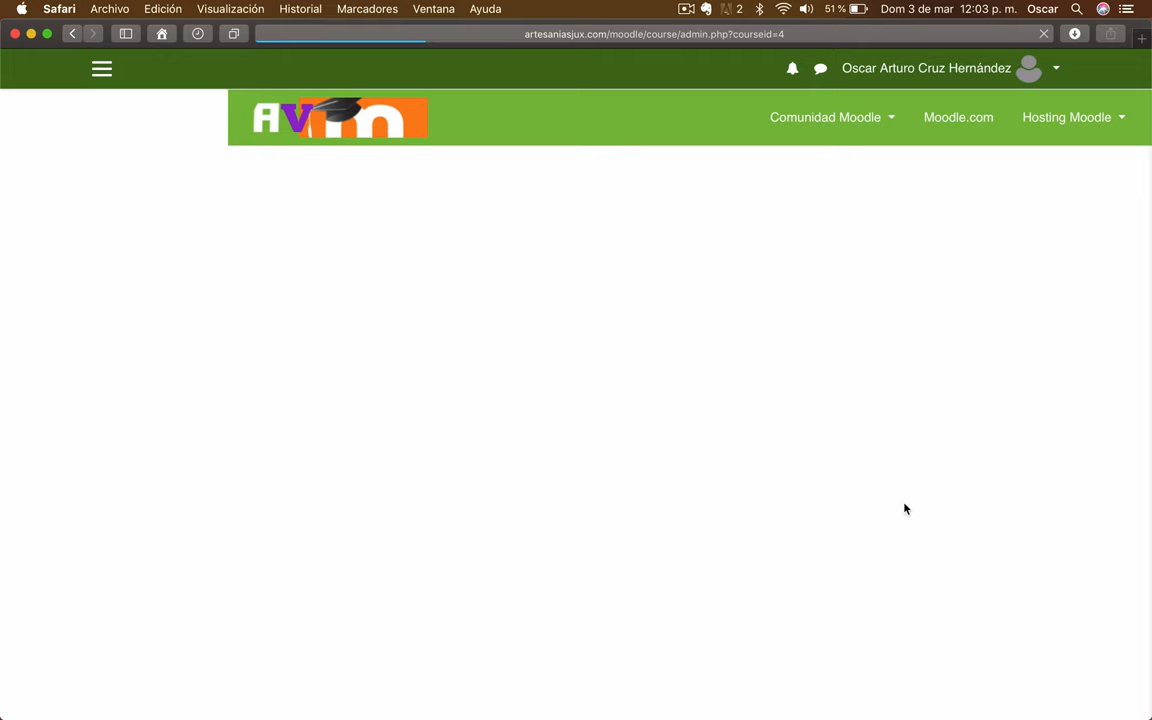 Safari Archivo Edición Visualización Historial Marcadores Ventana Ayuda 2 51 % Dom 3 de mar 12:03 p. m. Oscar
artesaniasjux.com/moodle/course/admin.php?courseid=4
Oscar Arturo Cruz Hernández
AVm Comunidad Moodle Moodle.com Hosting Moodle